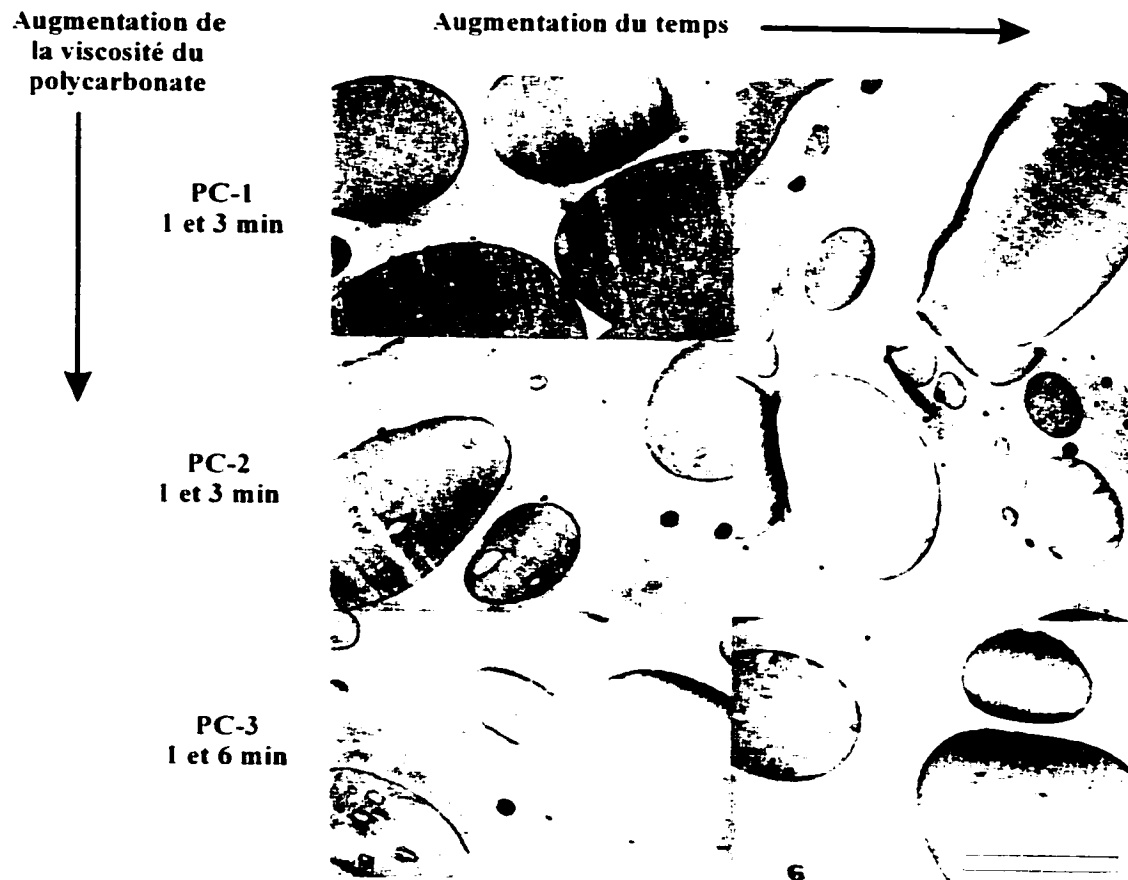 Augmentation de
la viscosité du
polycarbonate
Augmentation du temps
PC-1
1 et 3 min
PC-2
1 et 3 min
PC-3
1 et 6 min